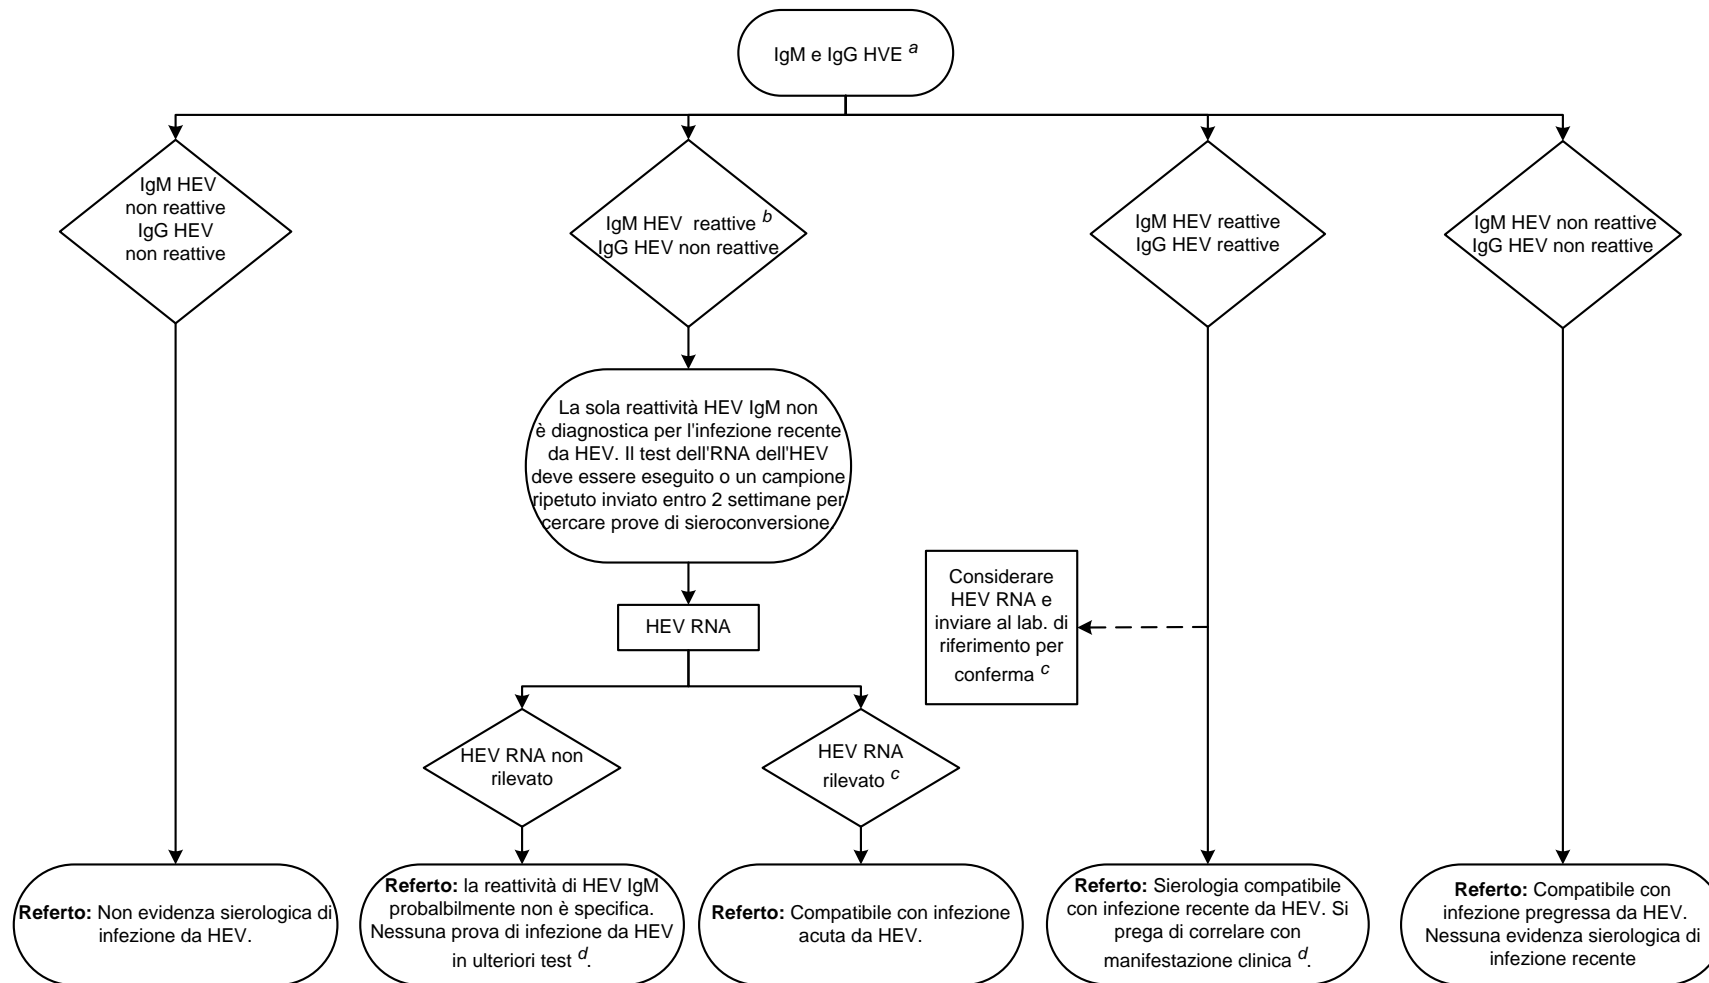 IgM e IgG HVE a
IgM HEV
non reattive
IgG HEV
non reattive
IgM HEV reattive b
IgG HEV non reattive
IgM HEV reattive
IgG HEV reattive
IgM HEV non reattive
IgG HEV non reattive
La sola reattività HEV IgM non
è diagnostica per l'infezione recente
da HEV. Il test dell'RNA dell'HEV
deve essere eseguito o un campione
ripetuto inviato entro 2 settimane per
cercare prove di sieroconversione.
Considerare
HEV RNA e
inviare al lab. di
riferimento per
conferma c
HEV RNA
HEV RNA non
rilevato
HEV RNA
rilevato c
Referto: Non evidenza sierologica di
infezione da HEV.
Referto: la reattività di HEV IgM
probalbilmente non è specifica.
Nessuna prova di infezione da HEV
in ulteriori test d.
Referto: Compatibile con infezione
acuta da HEV.
Referto: Sierologia compatibile
con infezione recente da HEV. Si
prega di correlare con
manifestazione clinica d.
Referto: Compatibile con
infezione pregressa da HEV.
Nessuna evidenza sierologica di
infezione recente